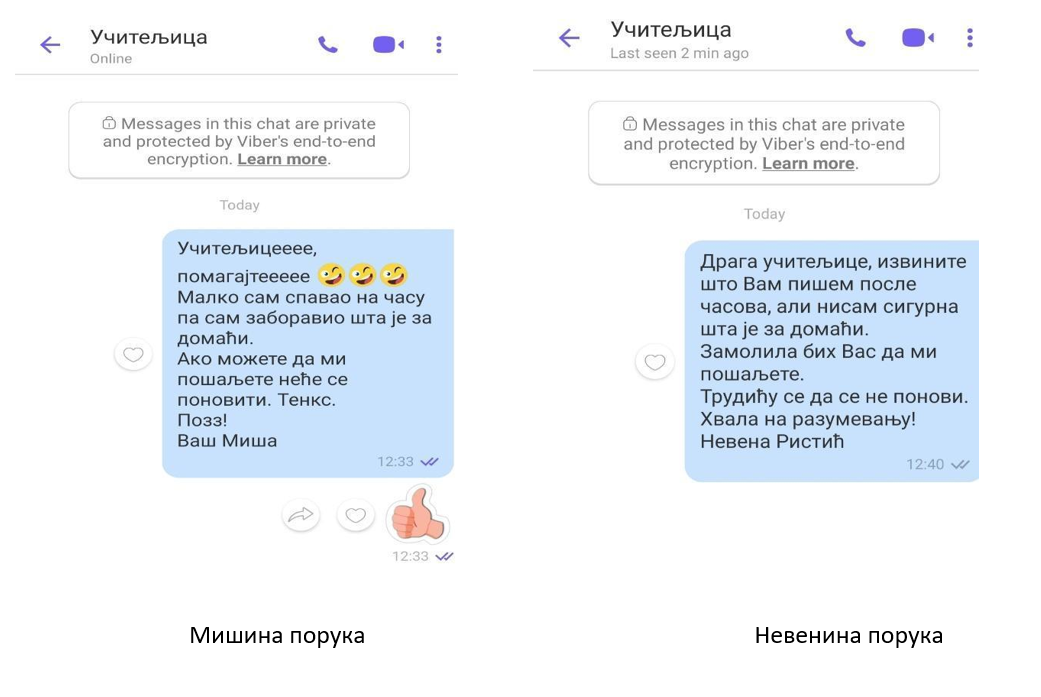 Учитељица
Online
Messages in this chat are private
and protected by Viber's end-to-end
encryption. Learn more.
Today
Учитељицеееe,
помагајтеееее 🤪🤪🤪
Малко сам спавао на часу
па сам заборавио шта је за
домаћи.
Ако можете да ми
пошаљете неће се
поновити. Тенкс.
Позз!
Ваш Миша
12:33
12:33
Мишина порука
Учитељица
Last seen 2 min ago
Messages in this chat are private
and protected by Viber's end-to-end
encryption. Learn more.
Today
Драга учитељице, извините
што Вам пишем после
часова, али нисам сигурна
шта је за домаћи.
Замолила бих Вас да ми
пошаљете.
Трудићу се да се не понови.
Хвала на разумевању!
Невена Ристић
12:40
Невенина порука